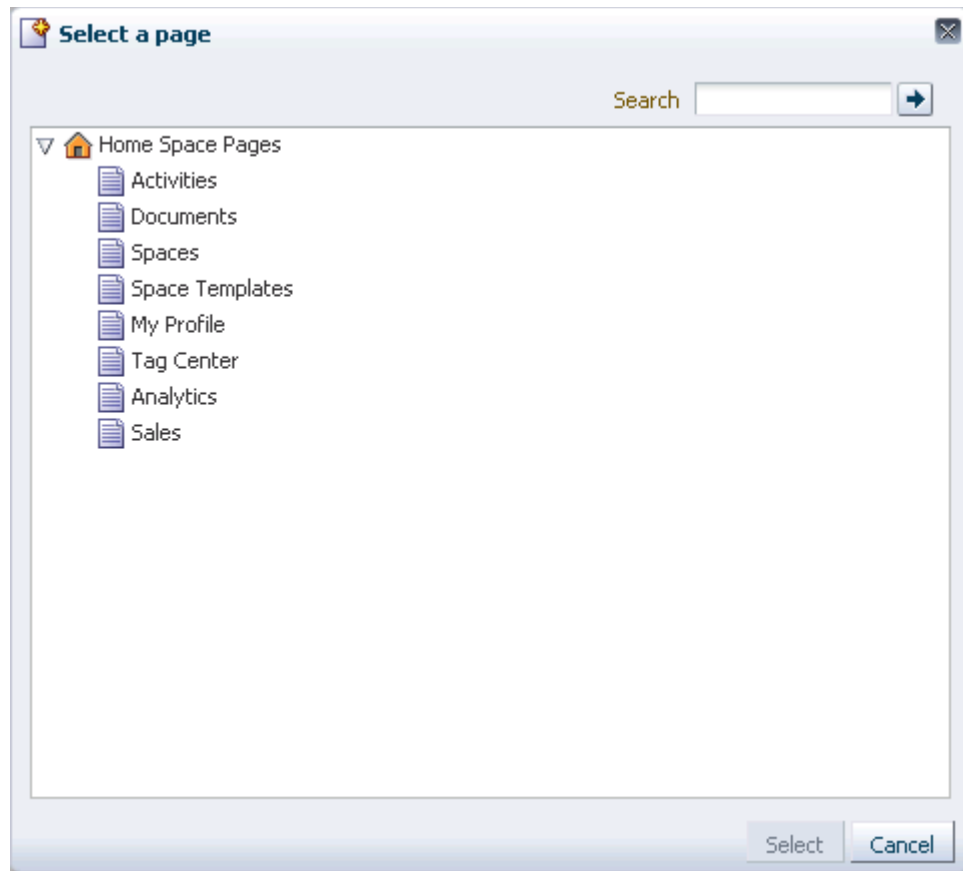 Select a page
Search
Home Space Pages
Activities
Documents
Spaces
Space Templates
My Profile
Tag Center
Analytics
Sales
Select Cancel